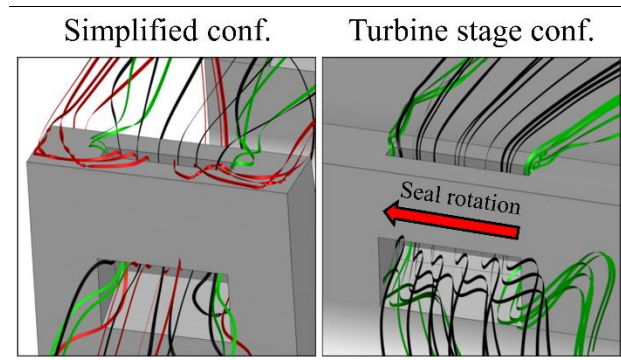 Simplified conf.
Turbine stage conf.
Seal rotation